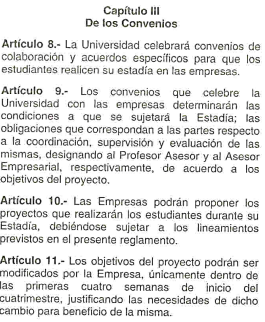 Capítulo III
De los Convenios
Artículo 8.- La Universidad celebrará convenios de
colaboración y acuerdos específicos para que los
estudiantes realicen su estadía en las empresas.
Artículo 9.- Los convenios que celebre la
Universidad con las empresas determinarán las
condiciones a que se sujetará la Estadía; las
obligaciones que correspondan a las partes respecto
a la coordinación, supervisión y evaluación de las
mismas, designando al Profesor Asesor y al Asesor
Empresarial, respectivamente, de acuerdo a los
objetivos del proyecto.
Artículo 10.- Las Empresas podrán proponer los
proyectos que realizarán los estudiantes durante su
Estadía, debiéndose sujetar a los lineamientos
previstos en el presente reglamento.
Artículo 11.- Los objetivos del proyecto podrán ser
modificados por la Empresa, únicamente dentro de
las primeras cuatro semanas de inicio del
cuatrimestre, justificando las necesidades de dicho
cambio para beneficio de la misma.